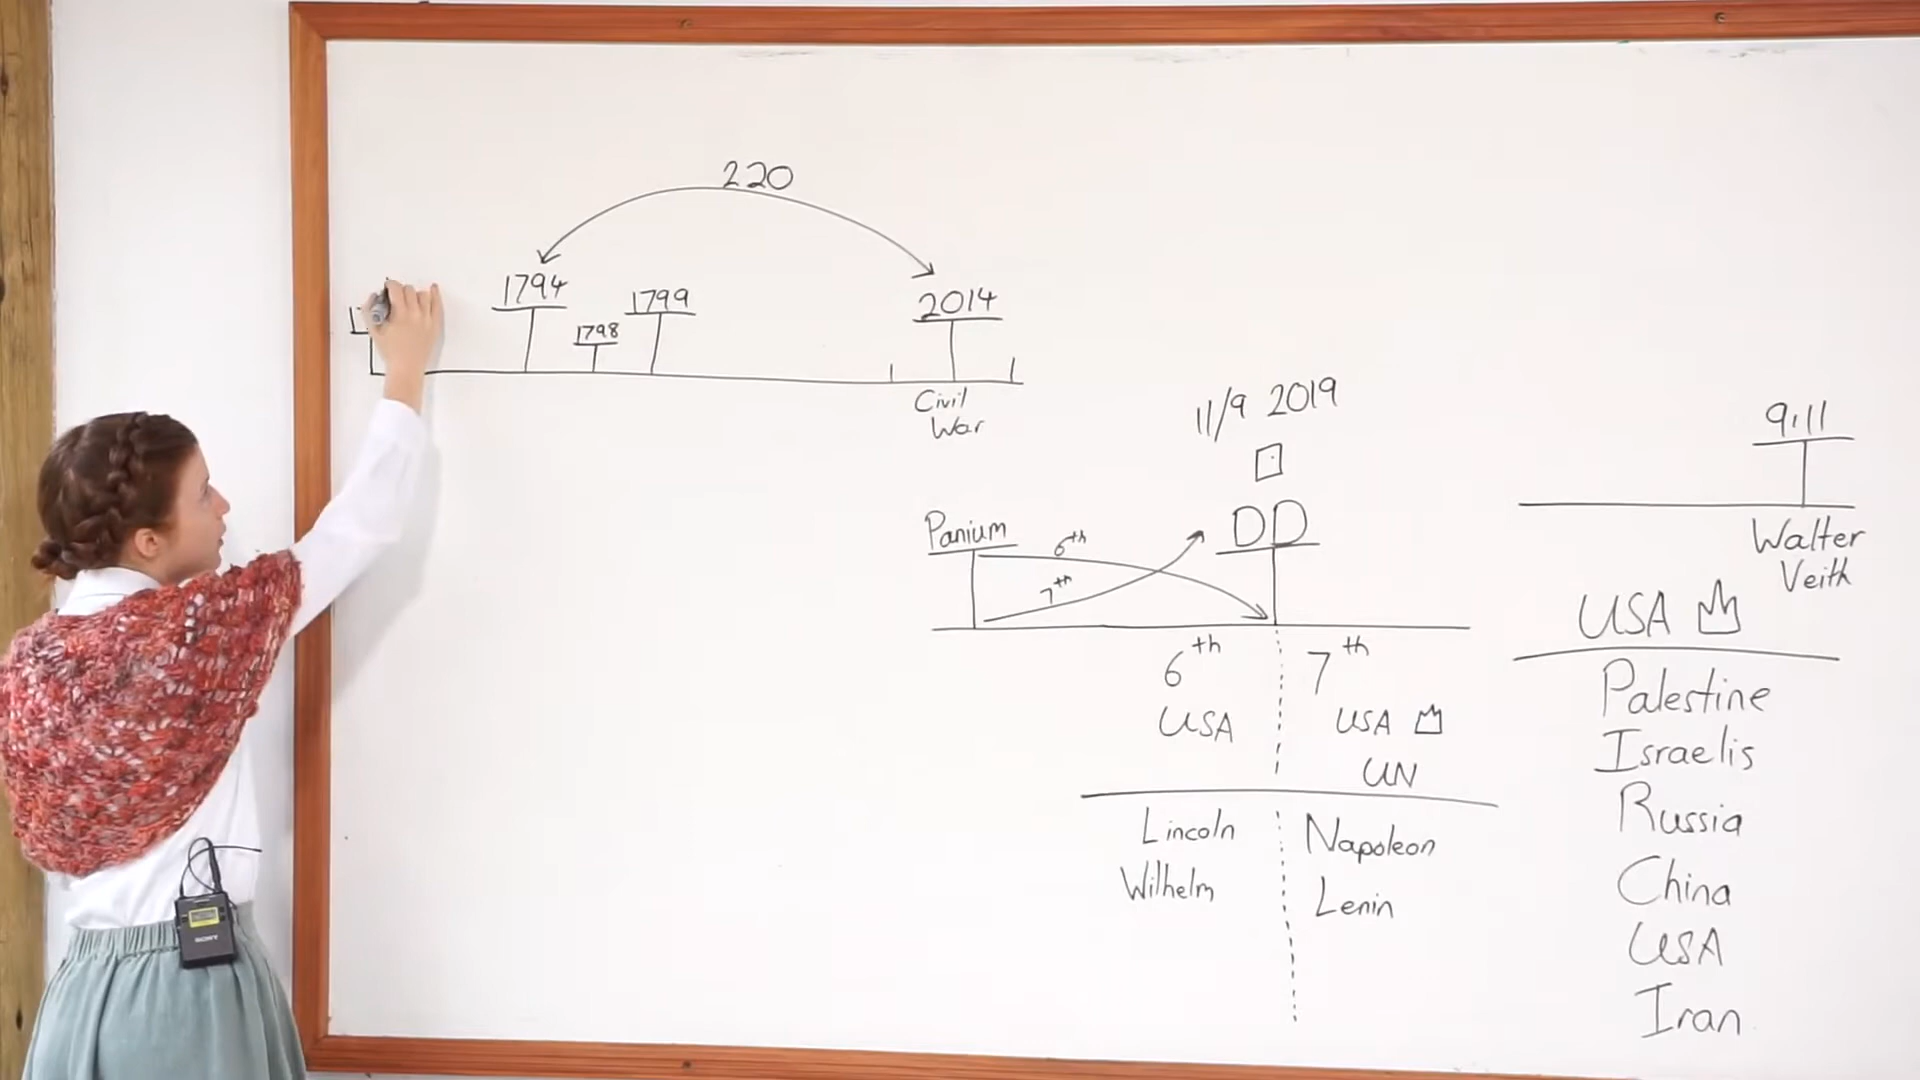 220
1794
1798
1799
2014
Civil
War
11/9 2019
Panium
6th
7th
DD
6th
7th
USA
USA
UN
Lincoln
Napoleon
Wilhelm
Lenin
9.11
Walter
Veith
USA
Palestine
Israelis
Russia
China
USA
Iran
SONY